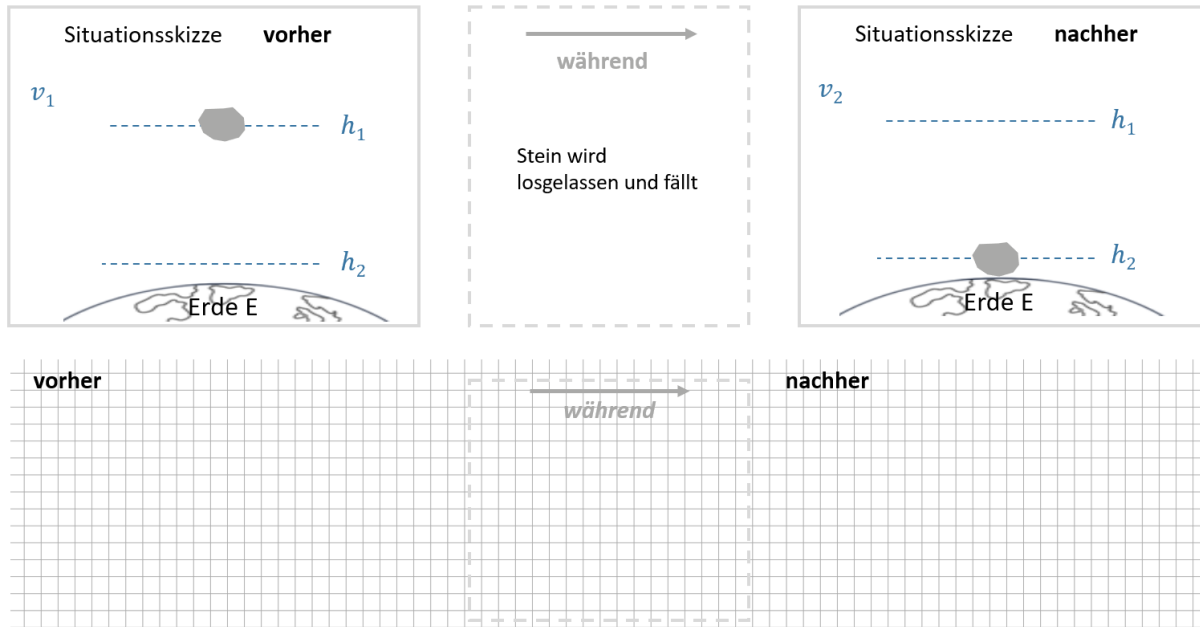 Situationsskizze vorher
v₁
h₁
h₂
Erde E
während
Stein wird
losgelassen und fällt
Situationsskizze nachher
v₂
h₁
h₂
Erde E
vorher
während
nachher